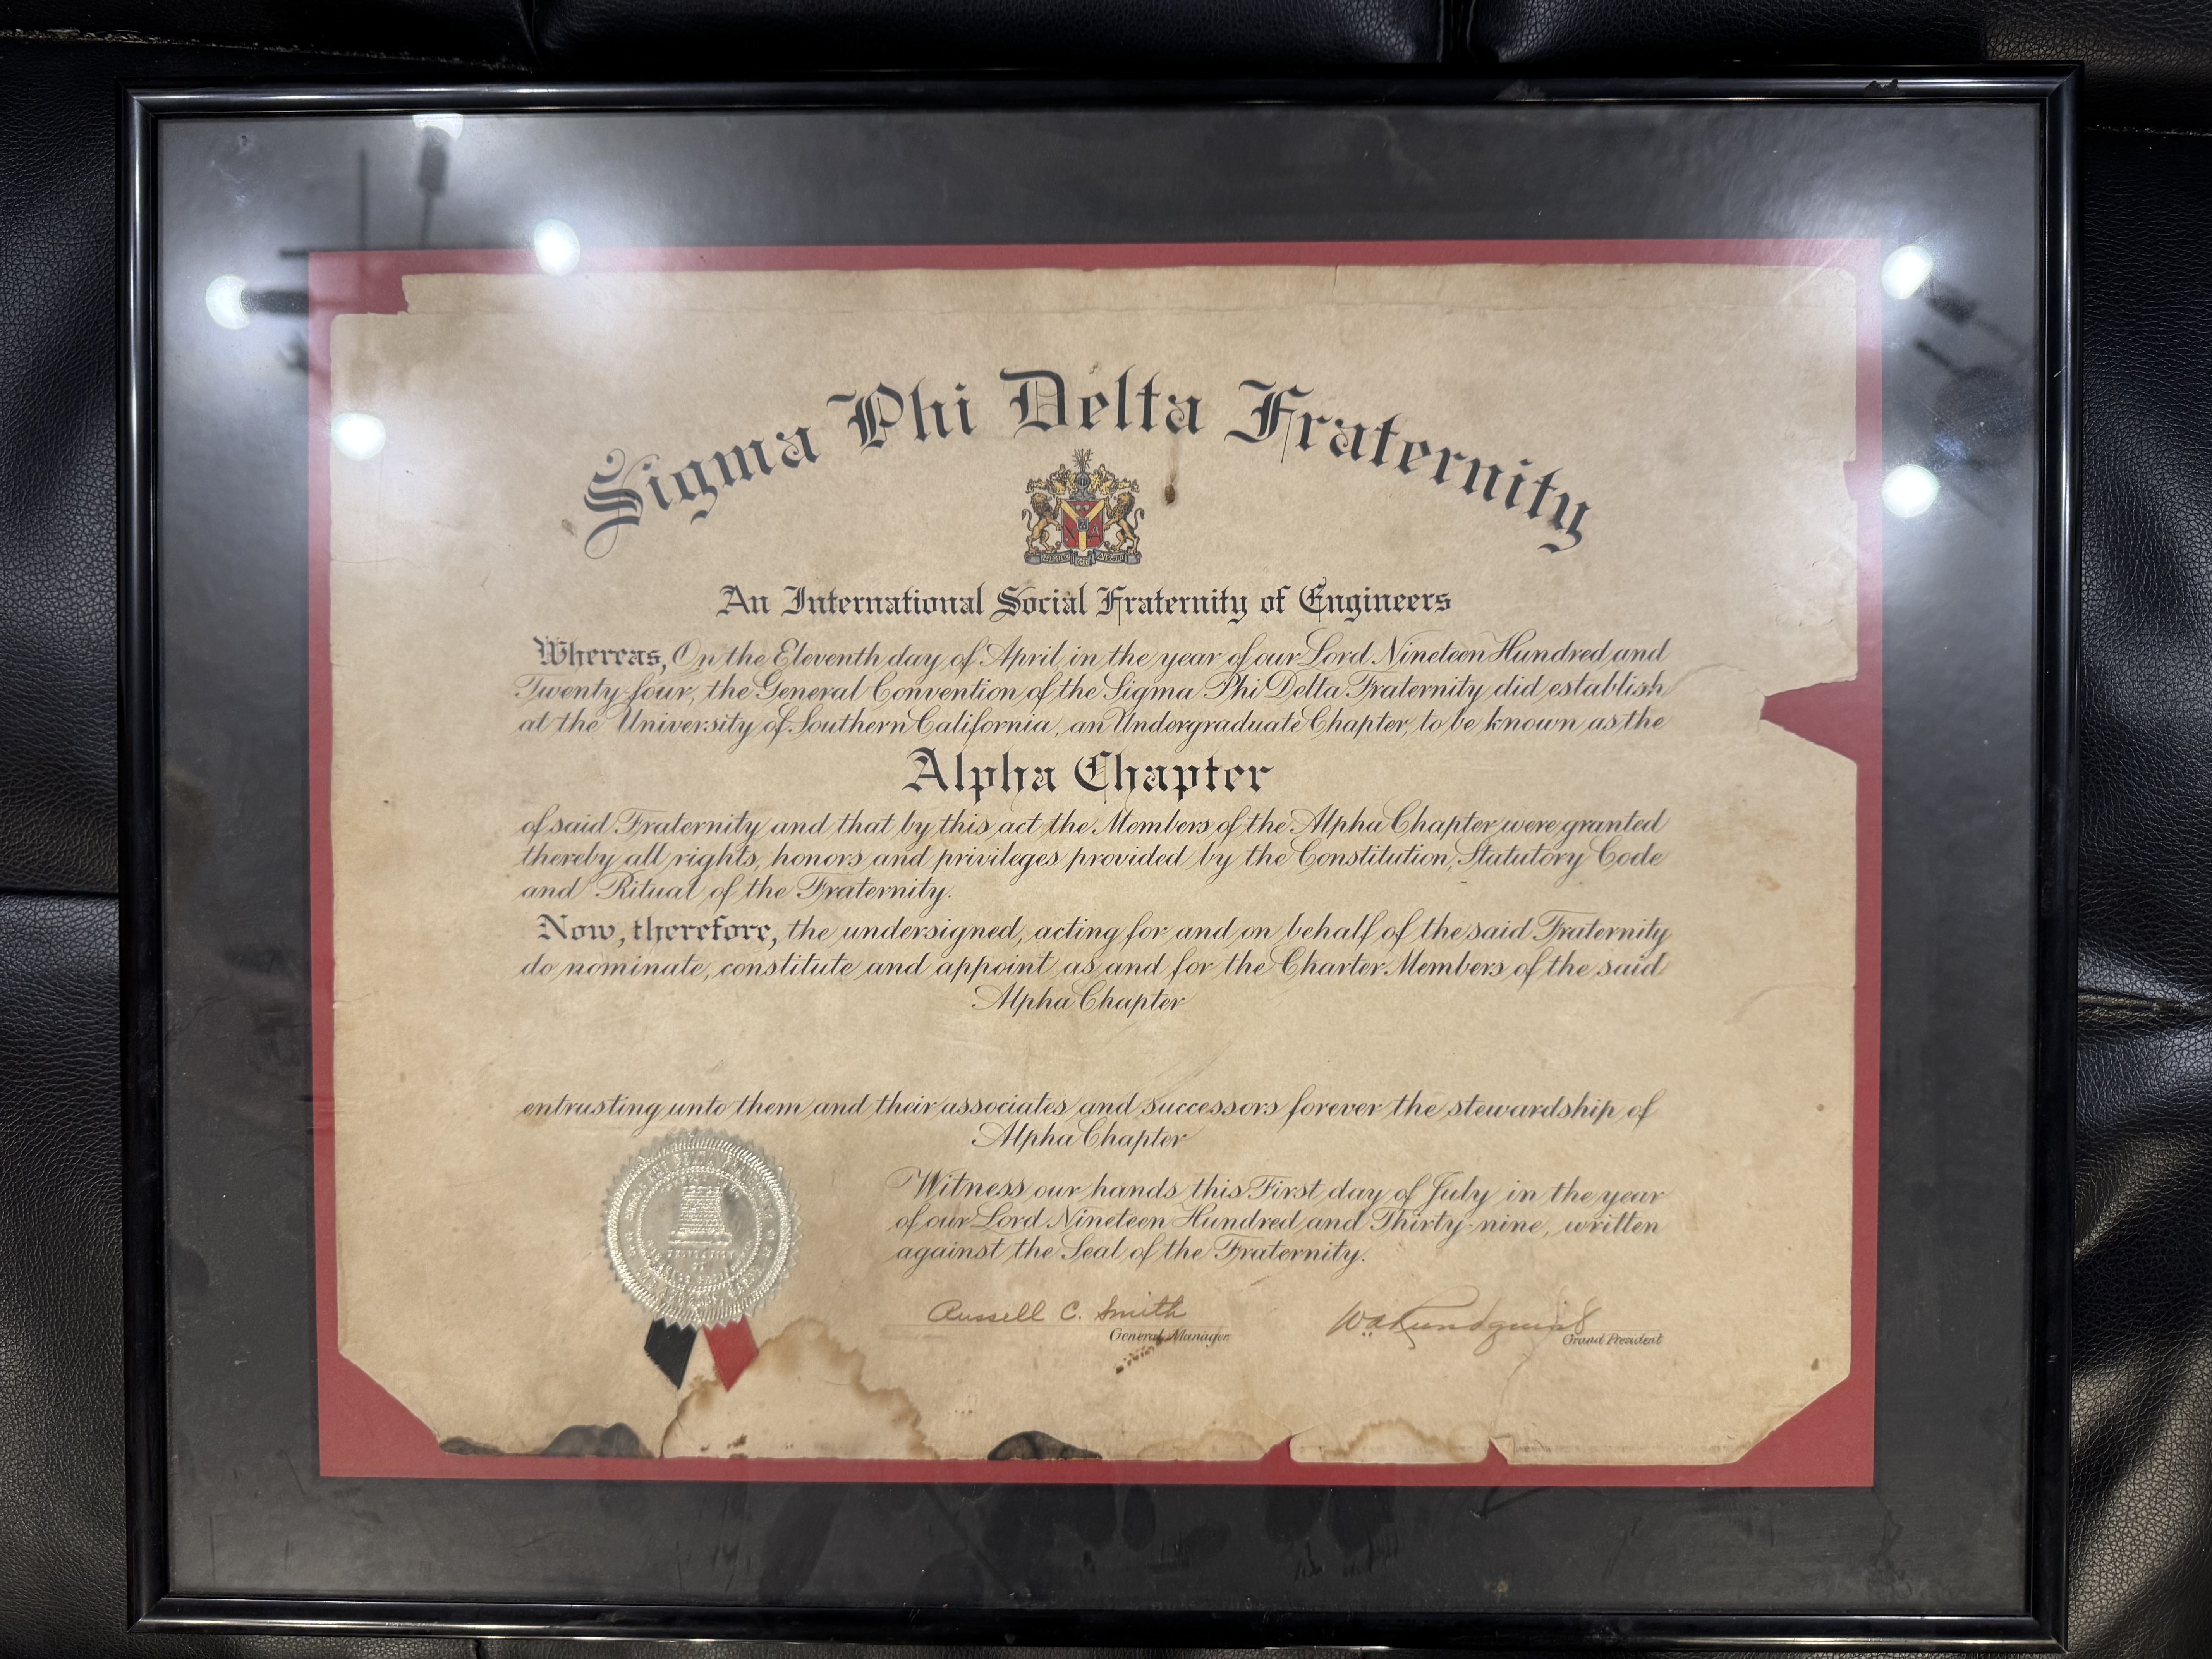 Sigma Phi Delta Fraternity
An International Social Fraternity of Engineers
Whereas, On the Eleventh day of April, in the year of our Lord Nineteen Hundred and
Twenty-four, the General Convention of the Sigma Phi Delta Fraternity did establish
at the University of Southern California, an Undergraduate Chapter, to be known as the
Alpha Chapter
of said Fraternity and that by this act the Members of the Alpha Chapter were granted
thereby all rights, honors and privileges provided by the Constitution, Statutory Code
and Ritual of the Fraternity.
Now, therefore, the undersigned, acting for and on behalf of the said Fraternity
do nominate, constitute and appoint as and for the Charter Members of the said
Alpha Chapter
entrusting unto them and their associates and successors forever the stewardship of
Alpha Chapter
Witness our hands this First day of July in the year
of our Lord Nineteen Hundred and Thirty-nine, written
against the Seal of the Fraternity.
Russell C. Smith
General Manager
Grand President